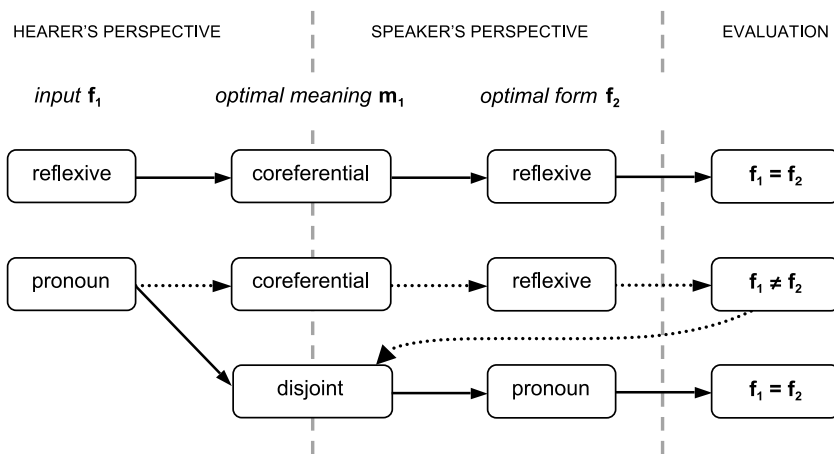 HEARER'S PERSPECTIVE SPEAKER'S PERSPECTIVE EVALUATION
input f₁ optimal meaning m₁ optimal form f₂
reflexive coreferential reflexive f₁ = f₂
pronoun coreferential reflexive f₁ ≠ f₂
disjoint pronoun f₁ = f₂